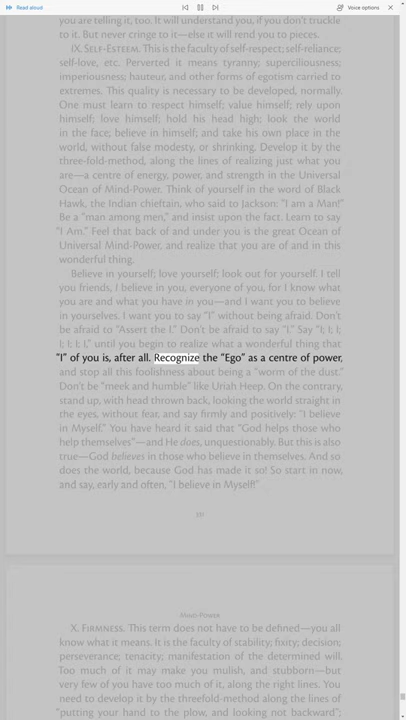 Read aloud
Voice options
you are telling it, too. It will understand you, if you don't truckle
to it. But never cringe to it—else it will rend you to pieces.
IX. SELF-ESTEEM. This is the faculty of self-respect; self-reliance;
self-love, etc. Perverted it means tyranny; superciliousness;
imperiousness; hauteur, and other forms of egotism carried to
extremes. This quality is necessary to be developed, normally.
One must learn to respect himself; value himself; rely upon
himself; love himself; hold his head high; look the world
in the face; believe in himself; and take his own place in the
world, without false modesty, or shrinking. Develop it by the
three-fold-method, along the lines of realizing just what you
are—a centre of energy, power, and strength in the Universal
Ocean of Mind-Power. Think of yourself in the word of Black
Hawk, the Indian chieftain, who said to Jackson: "I am a Man!"
Be a "man among men," and insist upon the fact. Learn to say
"I Am." Feel that back of and under you is the great Ocean of
Universal Mind-Power, and realize that you are of and in this
wonderful thing.
Believe in yourself; love yourself; look out for yourself. I tell
you friends, I believe in you, everyone of you, for I know what
you are and what you have in you—and I want you to believe
in yourselves. I want you to say "I" without being afraid. Don't
be afraid to "Assert the I." Don't be afraid to say "I." Say "I; I; I;
I; I; I; I," until you begin to realize what a wonderful thing that
"I" of you is, after all. Recognize the "Ego" as a centre of power,
and stop all this foolishness about being a "worm of the dust."
Don't be "meek and humble" like Uriah Heep. On the contrary,
stand up, with head thrown back, looking the world straight in
the eyes, without fear, and say firmly and positively: "I believe
in Myself." You have heard it said that "God helps those who
help themselves"—and He does, unquestionably. But this is also
true—God believes in those who believe in themselves. And so
does the world, because God has made it so! So start in now,
and say, early and often, "I believe in Myself!"
Mind-Power
X. FIRMNESS. This term does not have to be defined—you all
know what it means. It is the faculty of stability; fixity; decision;
perseverance; tenacity; manifestation of the determined will.
Too much of it may make you mulish, and stubborn—but
very few of you have too much of it, along the right lines. You
need to develop it by the threefold-method along the lines of
"putting your hand to the plow, and looking not backward";